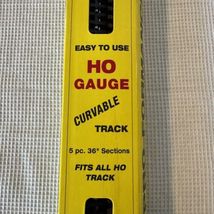 EASY TO USE
HO
GAUGE
CURVABLE
TRACK
5 pc. 36" Sections
FITS ALL HO
TRACK